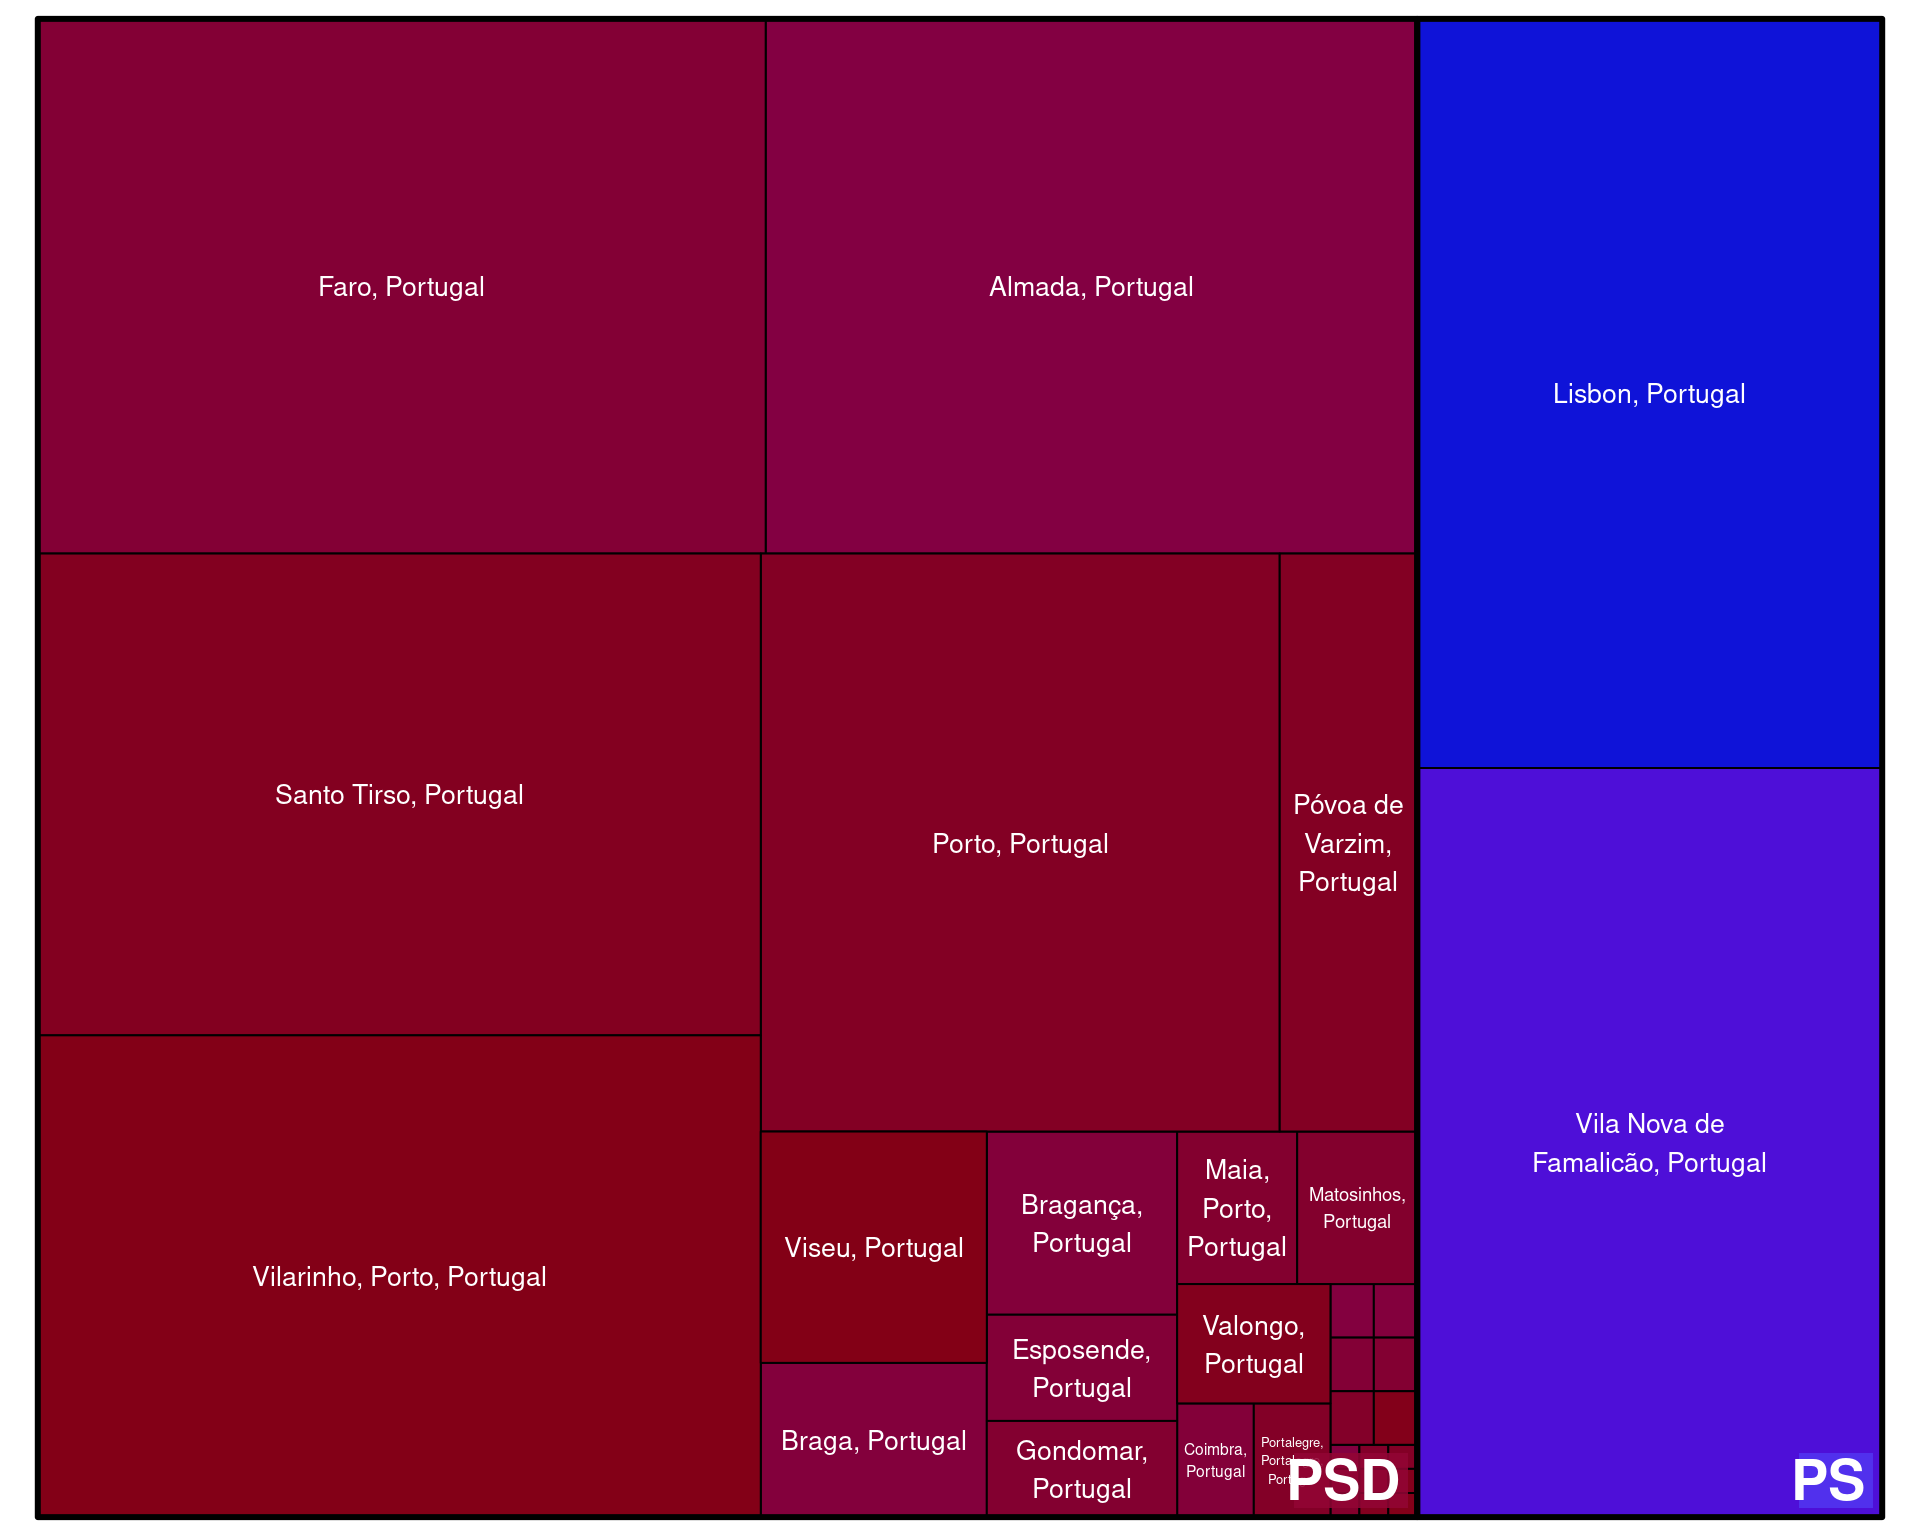 Faro, Portugal
Almada, Portugal
Lisbon, Portugal
Santo Tirso, Portugal
Porto, Portugal
Póvoa de
Varzim,
Portugal
Vila Nova de
Famalicão, Portugal
Vilarinho, Porto, Portugal
Viseu, Portugal
Bragança,
Portugal
Maia,
Porto,
Portugal
Matosinhos,
Portugal
Esposende,
Portugal
Valongo,
Portugal
Braga, Portugal
Gondomar,
Portugal
Coimbra,
Portugal
Portalegre,
PSD
PS